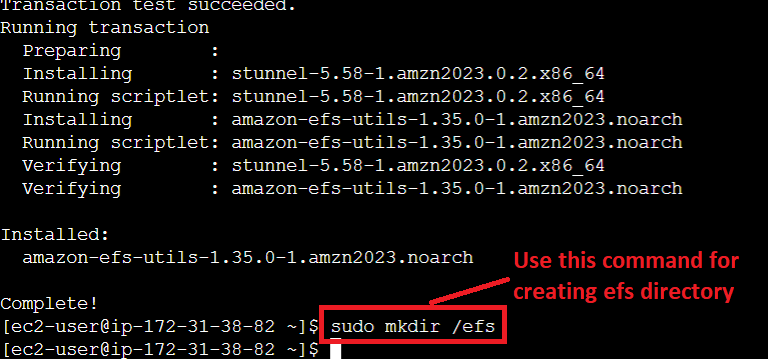 Transaction test succeeded.
Running transaction
Preparing        :
Installing       : stunnel-5.58-1.amzn2023.0.2.x86_64
Running scriptlet: stunnel-5.58-1.amzn2023.0.2.x86_64
Installing       : amazon-efs-utils-1.35.0-1.amzn2023.noarch
Running scriptlet: amazon-efs-utils-1.35.0-1.amzn2023.noarch
Verifying        : stunnel-5.58-1.amzn2023.0.2.x86_64
Verifying        : amazon-efs-utils-1.35.0-1.amzn2023.noarch
Installed:
amazon-efs-utils-1.35.0-1.amzn2023.noarch
Use this command for
creating efs directory
Complete!
[ec2-user@ip-172-31-38-82 ~]$ sudo mkdir /efs
[ec2-user@ip-172-31-38-82 ~]$